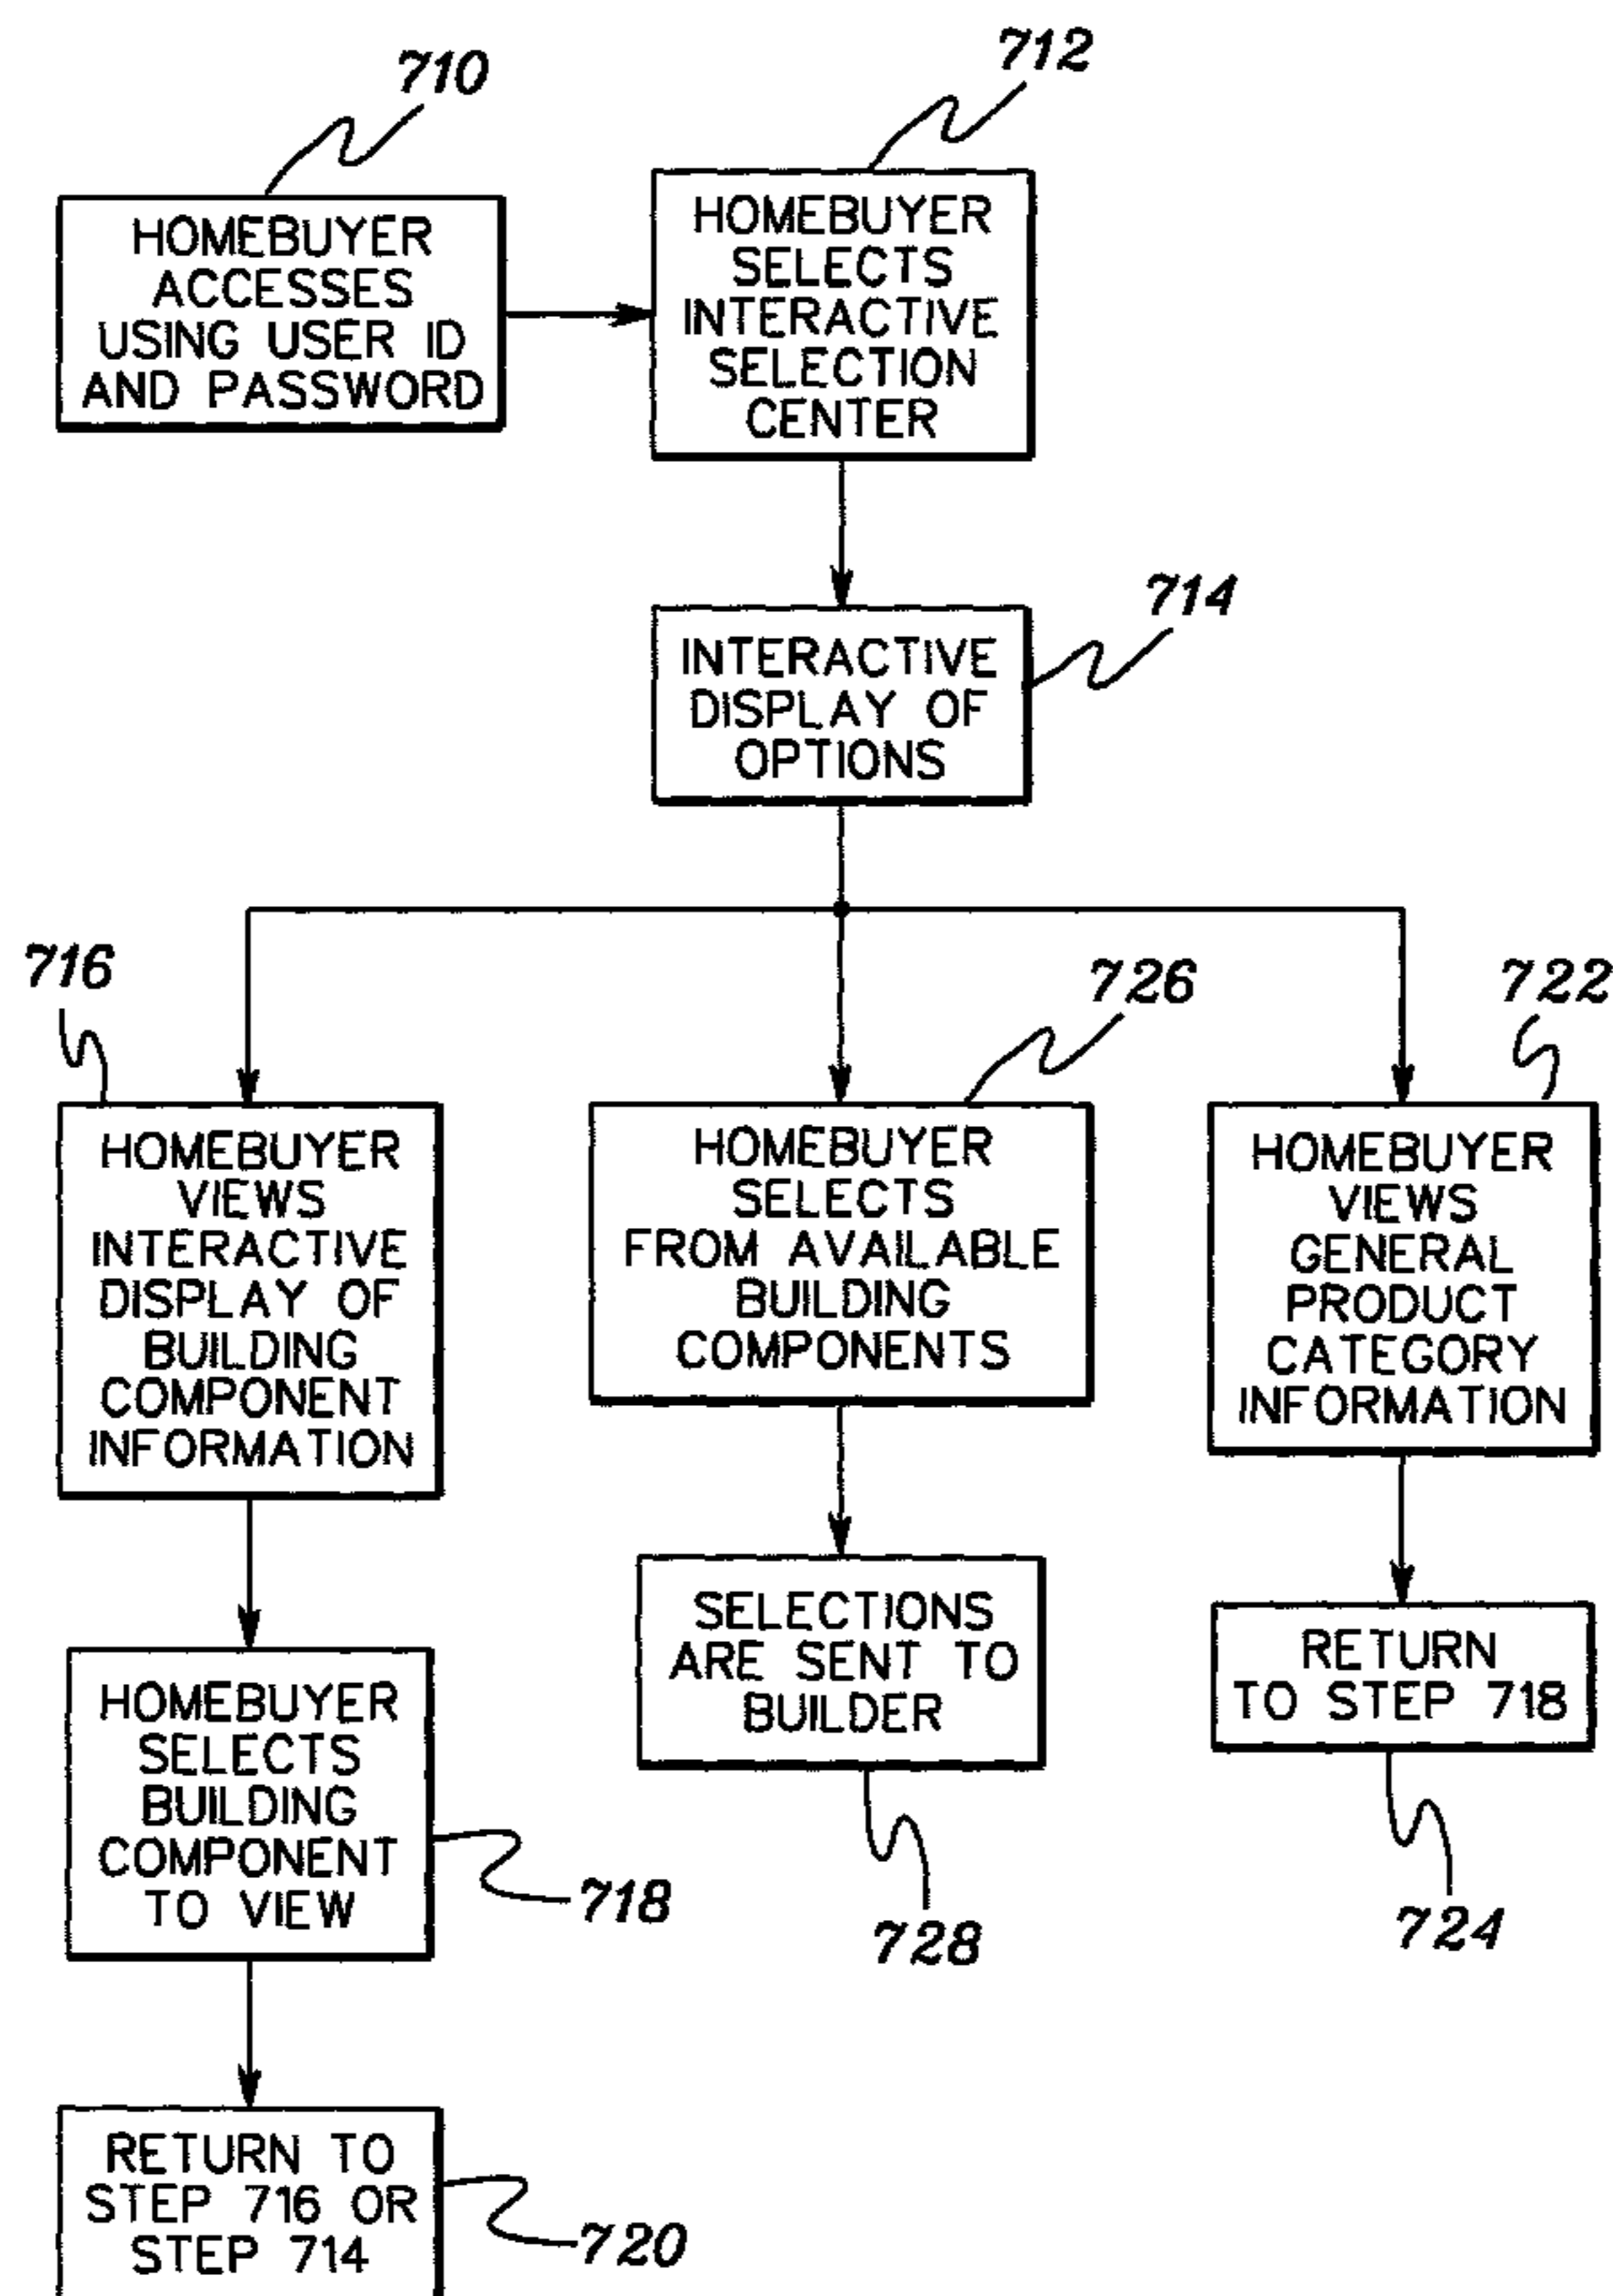 710
HOMEBUYER
ACCESSES
USING USER ID
AND PASSWORD
712
HOMEBUYER
SELECTS
INTERACTIVE
SELECTION
CENTER
714
INTERACTIVE
DISPLAY OF
OPTIONS
716
HOMEBUYER
VIEWS
INTERACTIVE
DISPLAY OF
BUILDING
COMPONENT
INFORMATION
726
HOMEBUYER
SELECTS
FROM AVAILABLE
BUILDING
COMPONENTS
722
HOMEBUYER
VIEWS
GENERAL
PRODUCT
CATEGORY
INFORMATION
HOMEBUYER
SELECTS
BUILDING
COMPONENT
TO VIEW
718
SELECTIONS
ARE SENT TO
BUILDER
728
RETURN
TO STEP 718
724
RETURN TO
STEP 716 OR
STEP 714
720